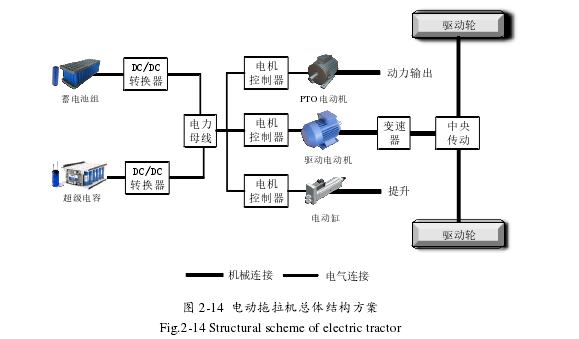 驱动轮
DC/DC
转换器
蓄电池组
电机
控制器
PTO 电动机
动力输出
电力
母线
电机
控制器
驱动电动机
变速
器
中央
传动
超级电容
DC/DC
转换器
电机
控制器
电动缸
提升
驱动轮
机械连接
电气连接
图 2-14 电动拖拉机总体结构方案
Fig.2-14 Structural scheme of electric tractor